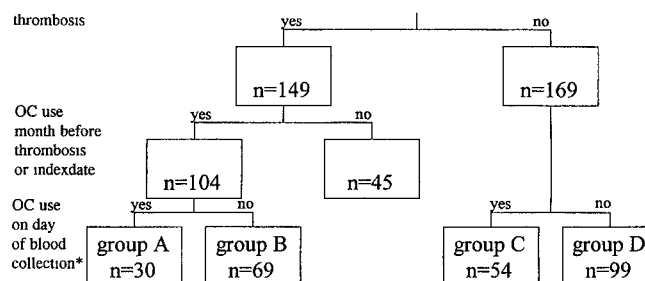 thrombosis
yes
no
n=149
n=169
OC use
month before
thrombosis
or indexdate
yes
no
n=104
n=45
OC use
on day
of blood
collection*
yes
no
yes
no
group A
n=30
group B
n=69
group C
n=54
group D
n=99